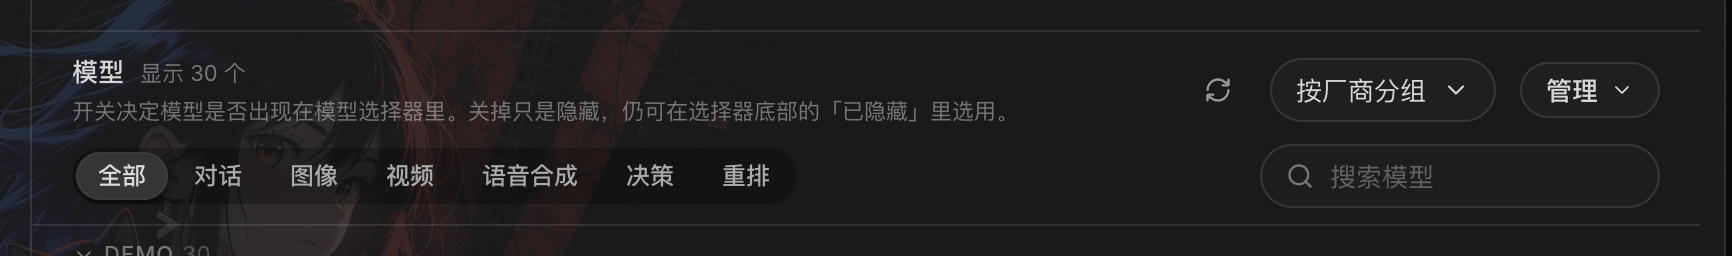 模型 显示 30 个
开关决定模型是否出现在模型选择器里。关掉只是隐藏，仍可在选择器底部的「已隐藏」里选用。
按厂商分组
管理
全部 对话 图像 视频 语音合成 决策 重排
搜索模型
DEMO 30